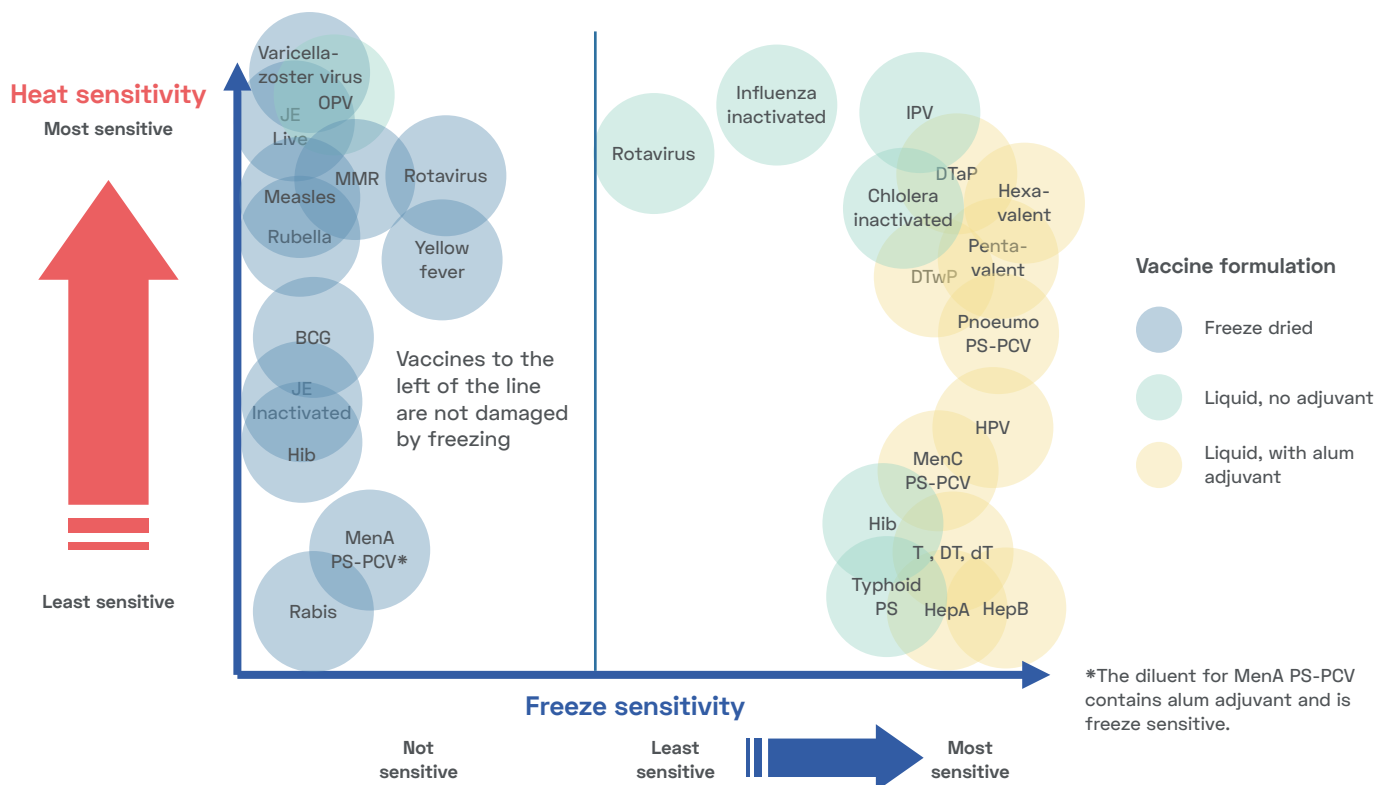 Heat sensitivity
Most sensitive
Least sensitive
Varicella-
zoster virus
OPV
JE
Live
MMR
Rotavirus
Measles
Rubella
Yellow
fever
BCG
JE
Inactivated
Hib
MenA
PS-PCV*
Rabis
Vaccines to the
left of the line
are not damaged
by freezing
Rotavirus
Influenza
inactivated
IPV
DTaP
Chlolera
inactivated
Hexa-
valent
Penta-
valent
DTwP
Pnoeumo
PS-PCV
HPV
MenC
PS-PCV
Hib
T , DT, dT
Typhoid
PS
HepA
HepB
Vaccine formulation
Freeze dried
Liquid, no adjuvant
Liquid, with alum
adjuvant
*The diluent for MenA PS-PCV
contains alum adjuvant and is
freeze sensitive.
Freeze sensitivity
Not
sensitive
Least
sensitive
Most
sensitive